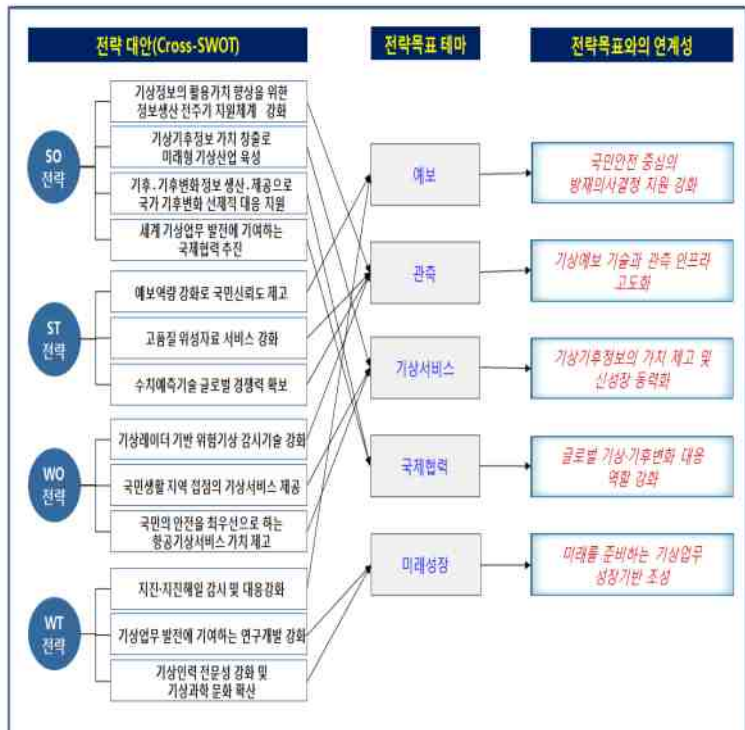 전략 대안(Cross-SWOT)
전략목표 테마
전략목표와의 연계성
SO
전략
기상정보의 활용가치 향상을 위한
정보생산 전주기 지원체계 강화
기상기후정보 가치 창출로
미래형 기상산업 육성
기후·기후변화정보 생산·제공으로
국가 기후변화 선제적 대응 지원
세계 기상업무 발전에 기여하는
국제협력 추진
ST
전략
예보역량 강화로 국민신뢰도 제고
고품질 위성자료 서비스 강화
수치예측기술 글로벌 경쟁력 확보
WO
전략
기상레이더 기반 위험기상 감시기술 강화
국민생활 지역 접점의 기상서비스 제공
국민의 안전을 최우선으로 하는
항공기상서비스 가치 제고
WT
전략
지진·지진해일 감시 및 대응강화
기상업무 발전에 기여하는 연구개발 강화
기상인력 전문성 강화 및
기상과학 문화 확산
예보
관측
기상서비스
국제협력
미래성장
국민안전 중심의
방재의사결정 지원 강화
기상예보 기술과 관측 인프라
고도화
기상기후정보의 가치 제고 및
신성장 동력화
글로벌 기상·기후변화 대응
역할 강화
미래를 준비하는 기상업무
성장기반 조성